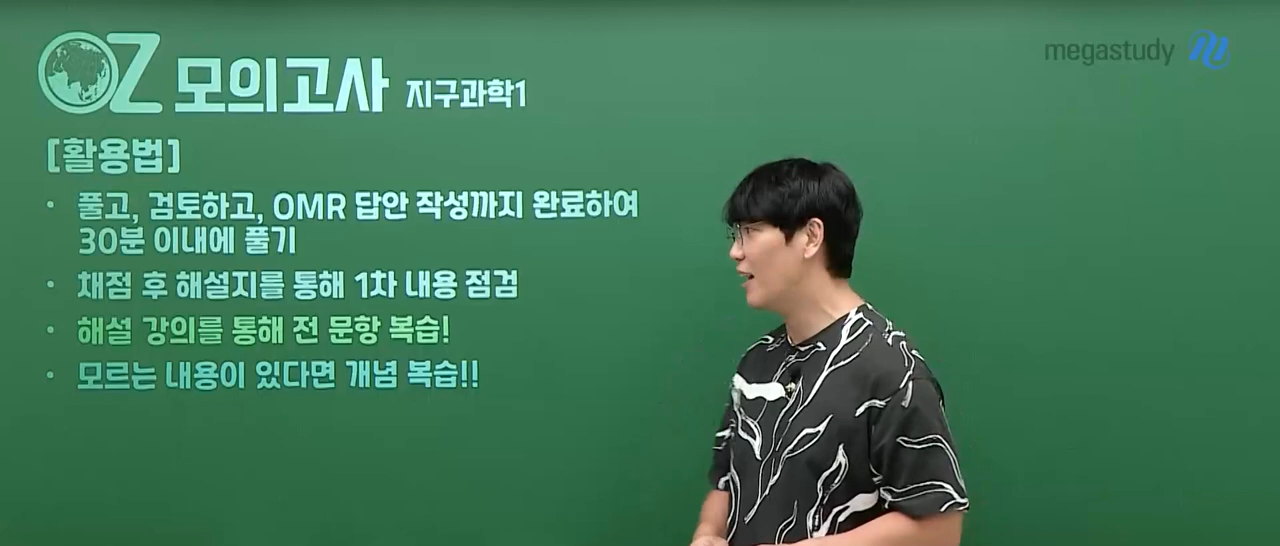 OZ 모의고사 지구과학1
megastudy
[활용법]
• 풀고, 검토하고, OMR 답안 작성까지 완료하여
30분 이내에 풀기
• 채점 후 해설지를 통해 1차 내용 점검
• 해설 강의를 통해 전 문항 복습!
• 모르는 내용이 있다면 개념 복습!!